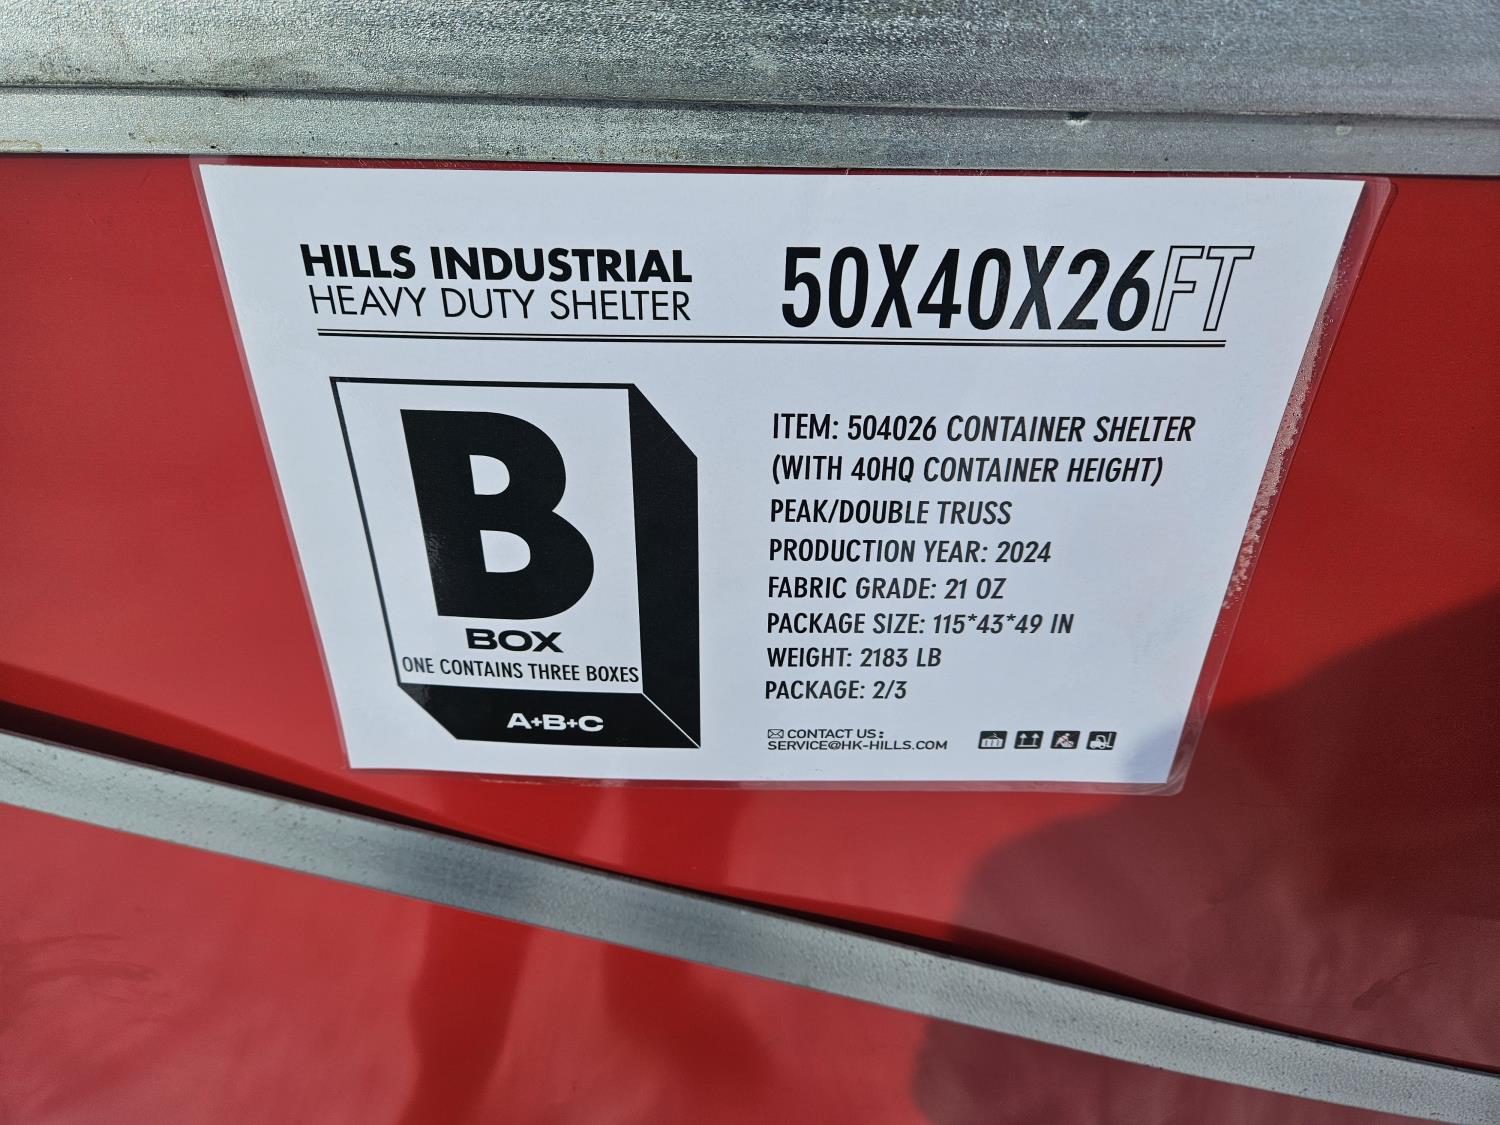 HILLS INDUSTRIAL
HEAVY DUTY SHELTER
50X40X26FT
B
BOX
ONE CONTAINS THREE BOXES
A+B+C
ITEM: 504026 CONTAINER SHELTER
(WITH 40HQ CONTAINER HEIGHT)
PEAK/DOUBLE TRUSS
PRODUCTION YEAR: 2024
FABRIC GRADE: 21 OZ
PACKAGE SIZE: 115*43*49 IN
WEIGHT: 2183 LB
PACKAGE: 2/3
CONTACT US:
SERVICE@HK-HILLS.COM